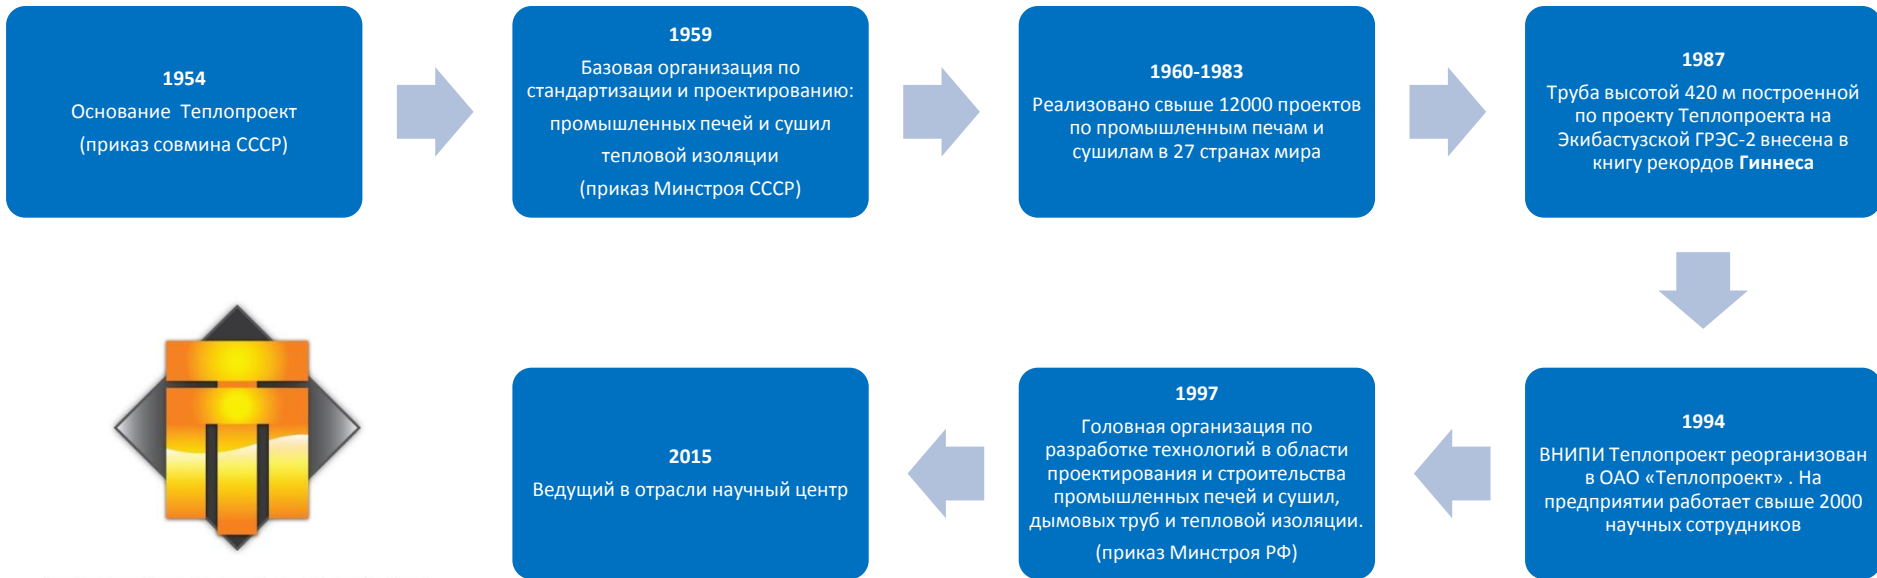 1954
Основание Теплопроект
(приказ совмина СССР)
1959
Базовая организация по
стандартизации и проектированию:
промышленных печей и сушил
тепловой изоляции
(приказ Минстроя СССР)
1960-1983
Реализовано свыше 12000 проектов
по промышленным печам и
сушилам в 27 странах мира
1987
Труба высотой 420 м построенной
по проекту Теплопроекта на
Экибастузской ГРЭС-2 внесена в
книгу рекордов Гиннеса
1994
ВНИПИ Теплопроект реорганизован
в ОАО «Теплопроект» . На
предприятии работает свыше 2000
научных сотрудников
1997
Головная организация по
разработке технологий в области
проектирования и строительства
промышленных печей и сушил,
дымовых труб и тепловой изоляции.
(приказ Минстроя РФ)
2015
Ведущий в отрасли научный центр